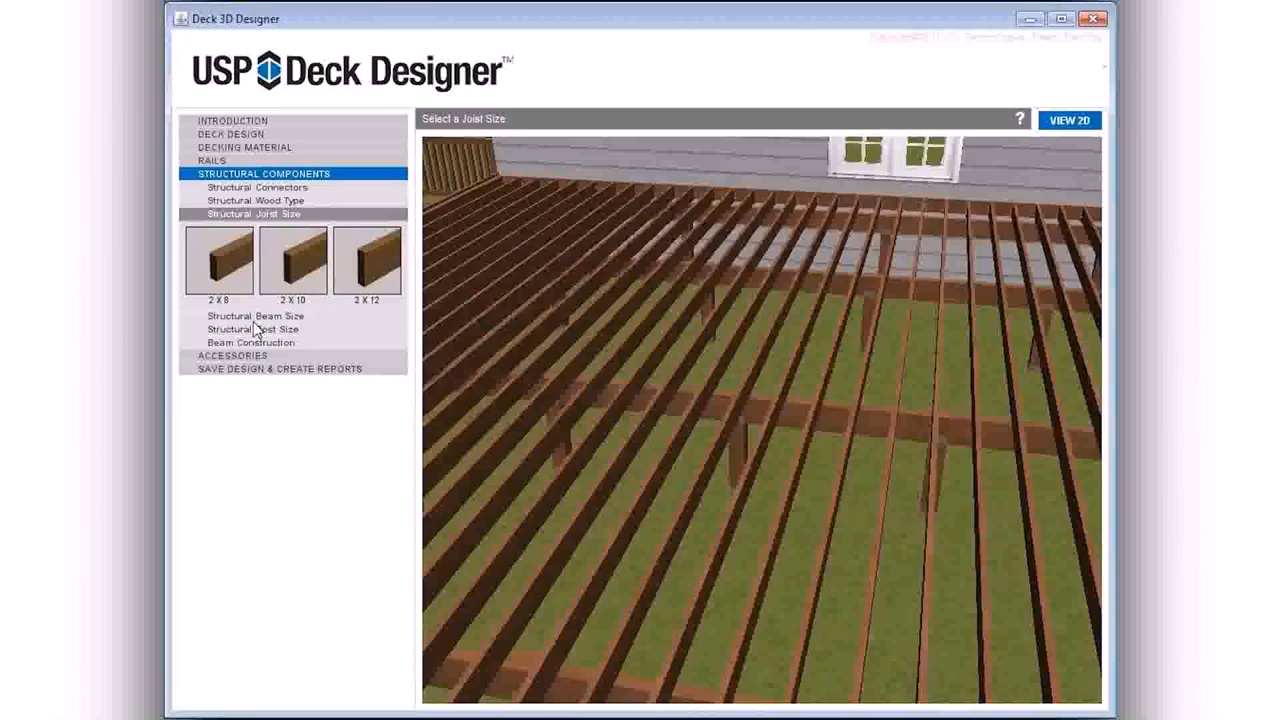 Deck 3D Designer
USP Deck Designer™
INTRODUCTION
DECK DESIGN
DECKING MATERIAL
RAILS
STRUCTURAL COMPONENTS
Structural Connectors
Structural Wood Type
Structural Joist Size
2 X 8
2 X 10
2 X 12
Structural Beam Size
Structural Size
Beam Construction
ACCESSORIES
SAVE DESIGN & CREATE REPORTS
Select a Joist Size
?
VIEW 2D